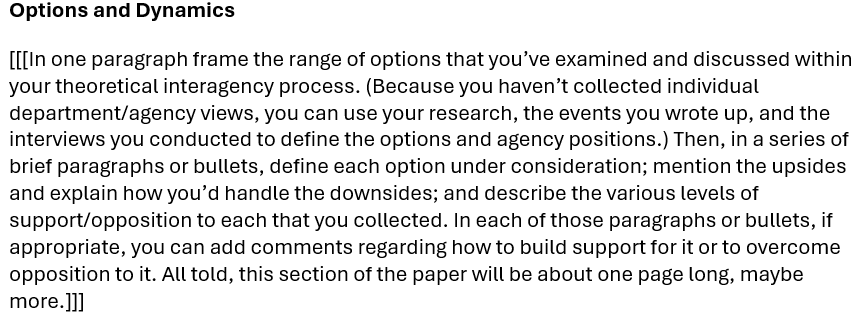 Options and Dynamics
[[[In one paragraph frame the range of options that you’ve examined and discussed within
your theoretical interagency process. (Because you haven’t collected individual
department/agency views, you can use your research, the events you wrote up, and the
interviews you conducted to define the options and agency positions.) Then, in a series of
brief paragraphs or bullets, define each option under consideration; mention the upsides
and explain how you’d handle the downsides; and describe the various levels of
support/opposition to each that you collected. In each of those paragraphs or bullets, if
appropriate, you can add comments regarding how to build support for it or to overcome
opposition to it. All told, this section of the paper will be about one page long, maybe
more.]]]